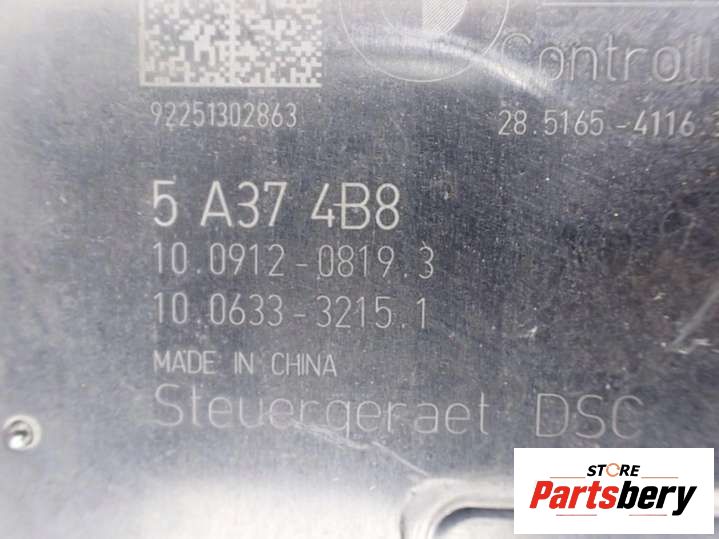 Controll
92251302863
28.5165-4116.
5 A37 4B8
10.0912-0819.3
10.0633-3215.1
MADE IN CHINA
Steuergeraet DSC
STORE
Partsbery